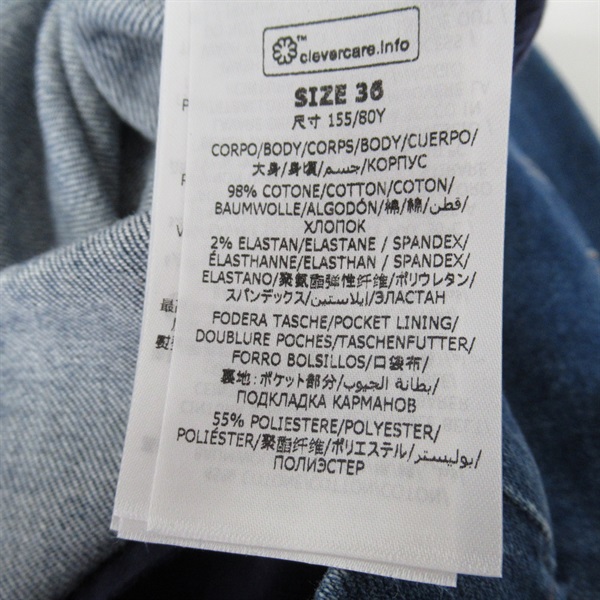 ™ clevercare.info
SIZE 36
尺寸 155/80Y
CORPO/BODY/CORPS/BODY/CUERPO/
大身/身頃/جسم/КОРПУС
98% COTONE/COTTON/COTON/
BAUMWOLLE/ALGODÓN/棉/綿/قطن/
ХЛОПОК
2% ELASTAN/ELASTANE / SPANDEX/
ÉLASTHANNE/ELASTHAN / SPANDEX/
ELASTANO/聚氨酯弹性纤维/ポリウレタン/
スパンデックス/إيلاستين/ЭЛАСТАН
FODERA TASCHE/POCKET LINING/
DOUBLURE POCHES/TASCHENFUTTER/
FORRO BOLSILLOS/口袋布/
裏地:ポケット部分/بطانة الجيوب/
ПОДКЛАДКА КАРМАНОВ
55% POLIESTERE/POLYESTER/
POLIÉSTER/聚酯纤维/ポリエステル/بوليستر/
ПОЛИЭСТЕР